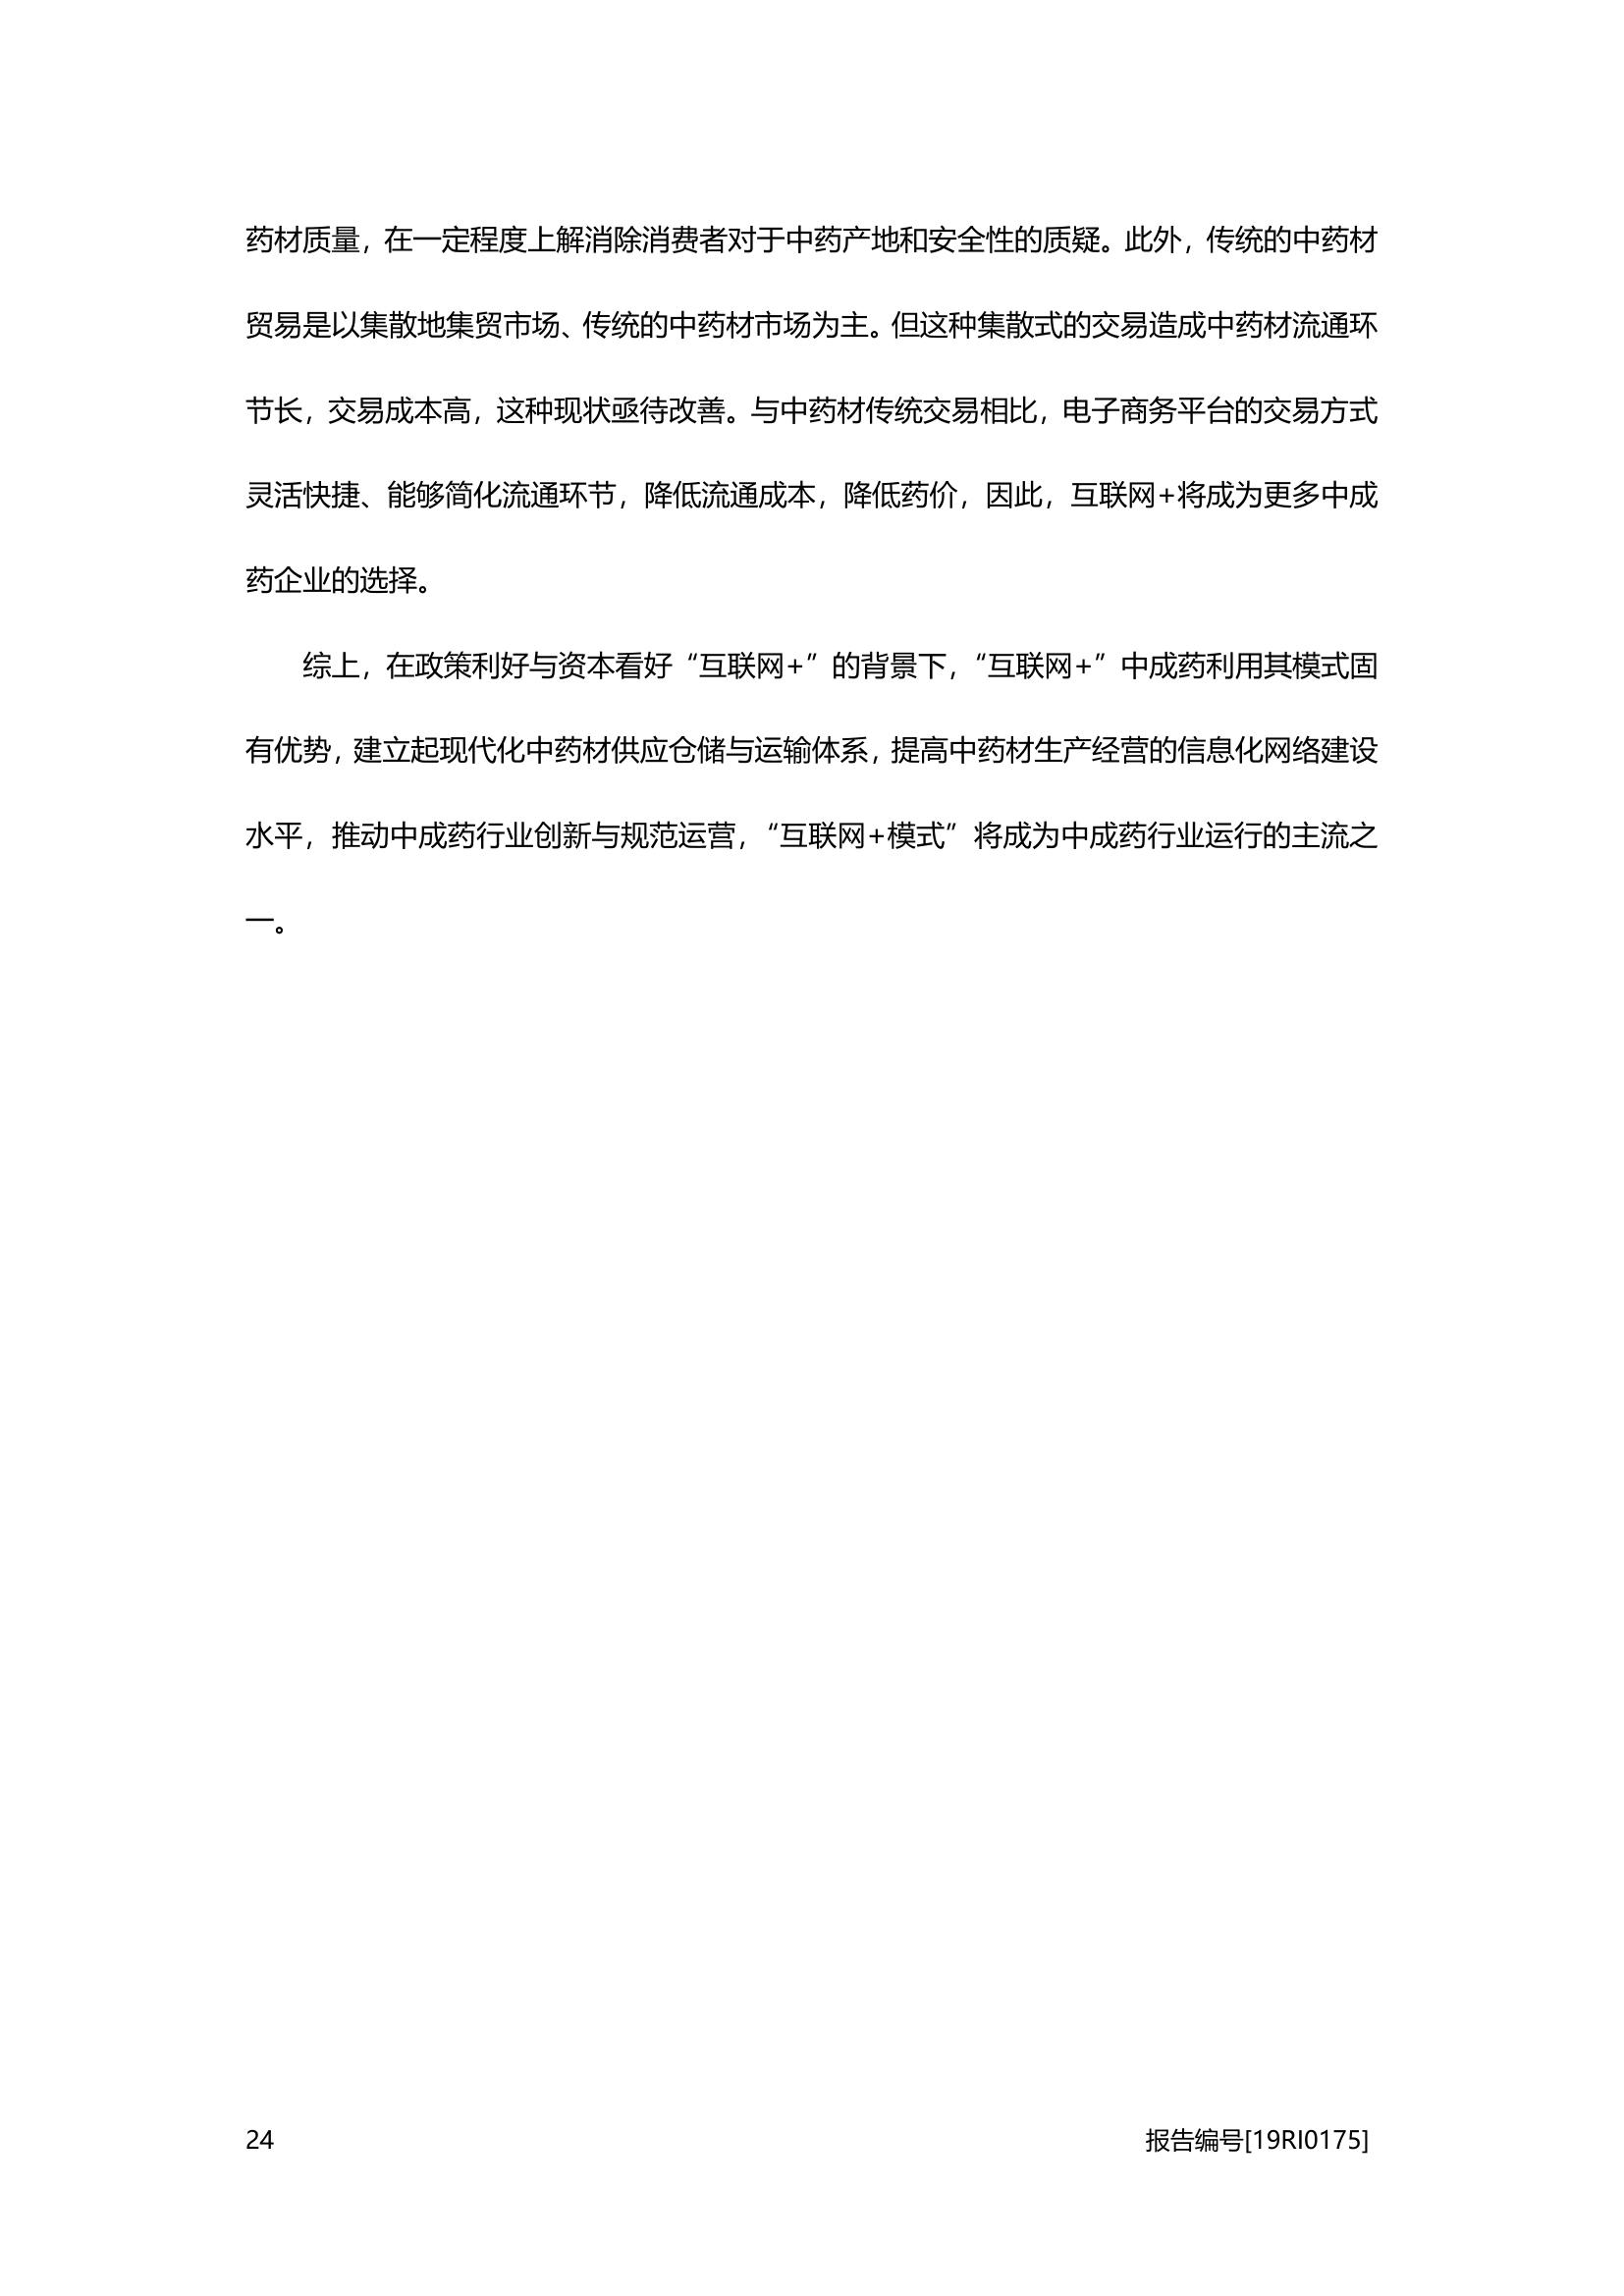 药材质量，在一定程度上解消除消费者对于中药产地和安全性的质疑。此外，传统的中药材
贸易是以集散地集贸市场、传统的中药材市场为主。但这种集散式的交易造成中药材流通环
节长，交易成本高，这种现状亟待改善。与中药材传统交易相比，电子商务平台的交易方式
灵活快捷、能够简化流通环节，降低流通成本，降低药价，因此，互联网+将成为更多中成
药企业的选择。
综上，在政策利好与资本看好“互联网+”的背景下，“互联网+”中成药利用其模式固
有优势，建立起现代化中药材供应仓储与运输体系，提高中药材生产经营的信息化网络建设
水平，推动中成药行业创新与规范运营，“互联网+模式”将成为中成药行业运行的主流之
一。
24 报告编号[19RI0175]